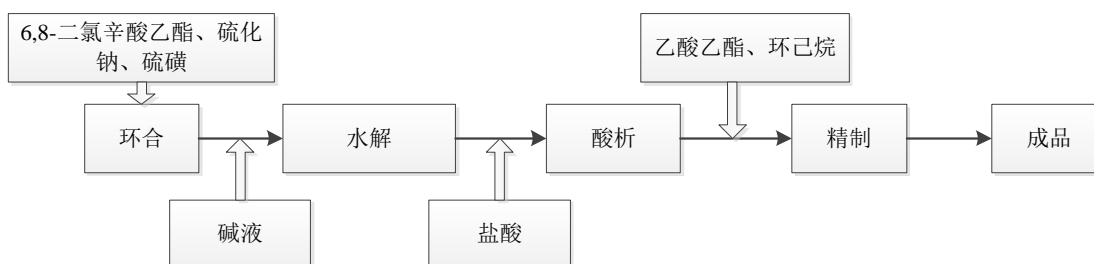 6,8-二氯辛酸乙酯、硫化
钠、硫磺
乙酸乙酯、环己烷
环合
水解
酸析
精制
成品
碱液
盐酸